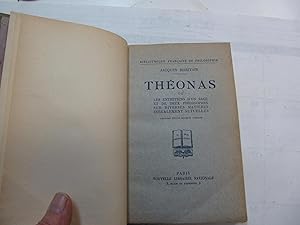 BIBLIOTHÈQUE FRANÇAISE DE PHILOSOPHIE
JACQUES MARITAIN
THÉONAS
OU
LES ENTRETIENS D'UN SAGE
ET DE DEUX PHILOSOPHES
SUR DIVERSES MATIÈRES
INÉGALEMENT ACTUELLES
PARIS
NOUVELLE LIBRAIRIE NATIONALE